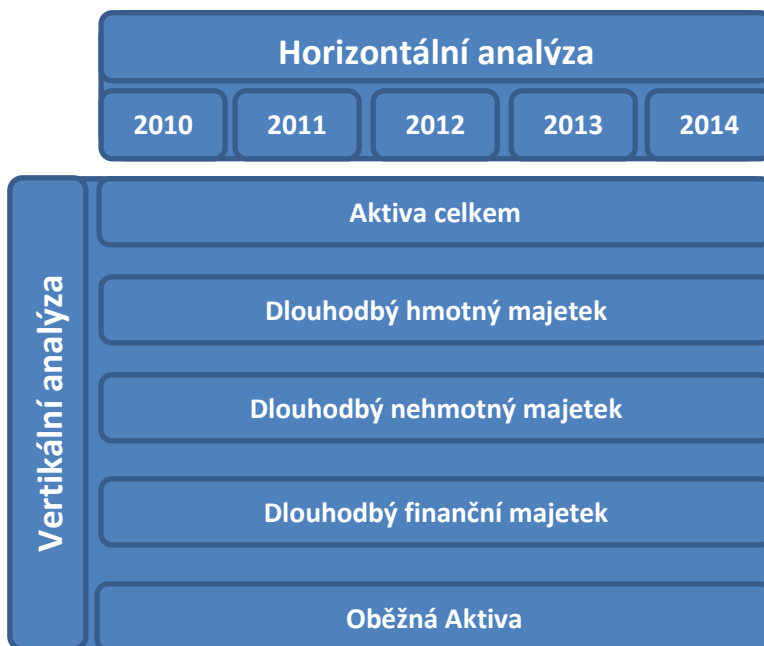 Horizontální analýza
2010 2011 2012 2013 2014
Vertikální analýza
Aktiva celkem
Dlouhodbý hmotný majetek
Dlouhodbý nehmotný majetek
Dlouhodbý finanční majetek
Oběžná Aktiva